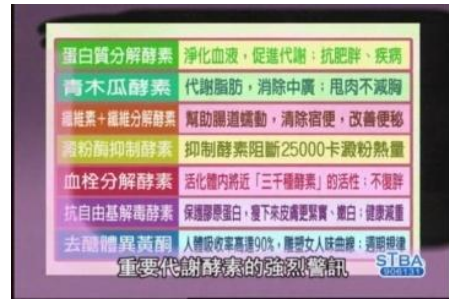 蛋白質分解酵素 淨化血液，促進代謝；抗肥胖、疾病
青木瓜酵素 代謝脂肪，消除中廣；甩肉不減胸
纖維素+纖維分解酵素 幫助腸道蠕動，清除宿便，改善便秘
澱粉酶抑制酵素 抑制酵素阻斷25000卡澱粉熱量
血栓分解酵素 活化體內將近「三千種酵素」的活性；不復胖
抗自由基解毒酵素 保護膠原蛋白，瘦下來皮膚更緊實、嫩白；健康減重
去醣體異黃酮 人體吸收率高達90%，雕塑女人味曲線；週期規律
重要代謝酵素的強烈警訊
STBA
906131